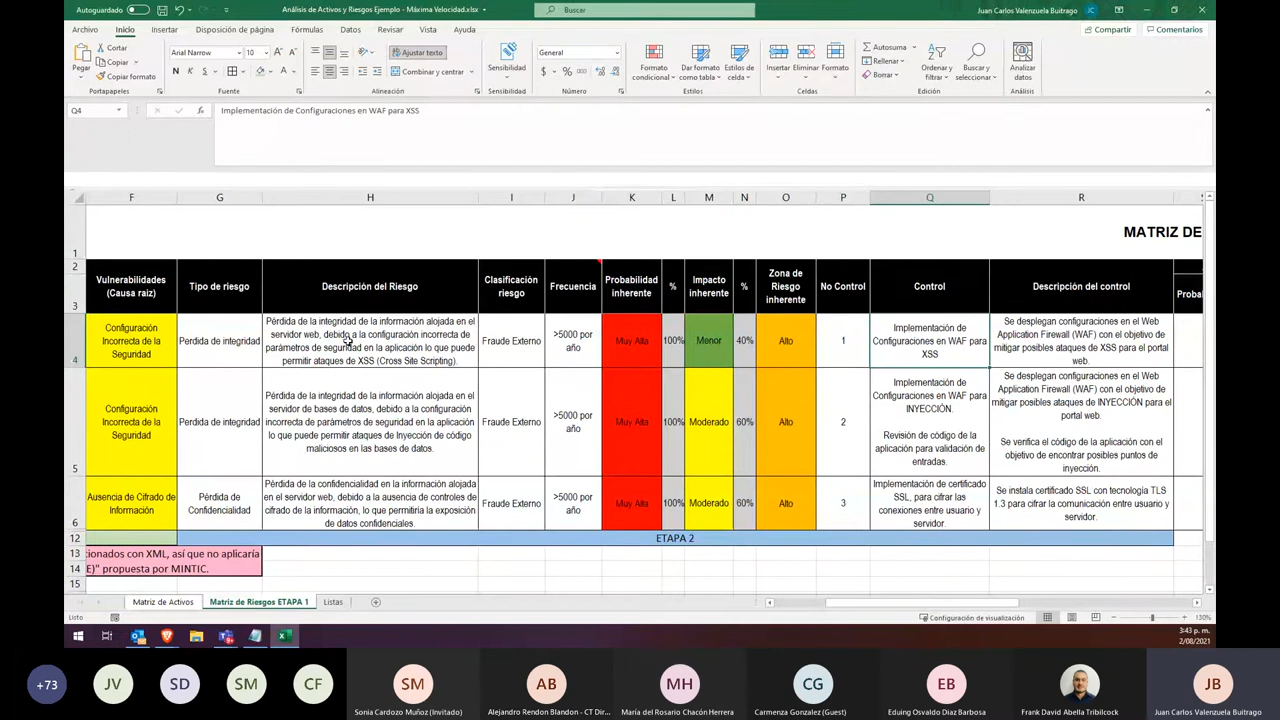 Autoguardado
Análisis de Activos y Riesgos Ejemplo - Máxima Velocidad.xlsx
Buscar
Juan Carlos Valenzuela Buitrago
Archivo Inicio Insertar Disposición de página Fórmulas Datos Revisar Vista Ayuda
Compartir Comentarios
Pegar
Cortar
Copiar
Copiar formato
Portapapeles
Arial Narrow 10
N K S
Fuente
Ajustar texto
Combinar y centrar
Alineación
Sensibilidad
Sensibilidad
General
$ % 000
Número
Formato condicional
Dar formato como tabla
Estilos de celda
Estilos
Insertar Eliminar Formato
Celdas
Autosuma
Rellenar
Borrar
Ordenar y filtrar
Buscar y seleccionar
Edición
Analizar datos
Análisis
Q4
fx
Implementación de Configuraciones en WAF para XSS
F G H I J K L M N O P Q R
1
MATRIZ DE
2
3
Vulnerabilidades
(Causa raíz)
Tipo de riesgo
Descripción del Riesgo
Clasificación
riesgo
Frecuencia
Probabilidad
inherente
%
Impacto
inherente
%
Zona de
Riesgo
inherente
No Control
Control
Descripción del control
Probal
4
Configuración
Incorrecta de la
Seguridad
Perdida de integridad
Pérdida de la integridad de la información alojada en el
servidor web, debido a la configuración incorrecta de
parámetros de seguridad en la aplicación lo que puede
permitir ataques de XSS (Cross Site Scripting).
Fraude Externo
>5000 por
año
Muy Alta
100%
Menor
40%
Alto
1
Implementación de
Configuraciones en WAF para
XSS
Se desplegan configuraciones en el Web
Application Firewall (WAF) con el objetivo de
mitigar posibles ataques de XSS para el portal
web.
5
Configuración
Incorrecta de la
Seguridad
Perdida de integridad
Pérdida de la integridad de la información alojada en el
servidor de bases de datos, debido a la configuración
incorrecta de parámetros de seguridad en la aplicación
lo que puede permitir ataques de Inyección de código
maliciosos en las bases de datos.
Fraude Externo
>5000 por
año
Muy Alta
100%
Moderado
60%
Alto
2
Implementación de
Configuraciones en WAF para
INYECCIÓN.
Revisión de código de la
aplicación para validación de
entradas.
Se desplegan configuraciones en el Web
Application Firewall (WAF) con el objetivo de
mitigar posibles ataques de INYECCIÓN para el
portal web.
Se verifica el código de la aplicación con el
objetivo de encontrar posibles puntos de
inyección.
6
Ausencia de Cifrado de
Información
Pérdida de
Confidencialidad
Pérdida de la confidencialidad en la información alojada
en el servidor web, debido a la ausencia de controles de
cifrado de la información, lo que permitiría la exposición
de datos confidenciales.
Fraude Externo
>5000 por
año
Muy Alta
100%
Moderado
60%
Alto
3
Implementación de certificado
SSL, para cifrar las
conexiones entre usuario y
servidor.
Se instala certificado SSL con tecnología TLS
1.3 para cifrar la comunicación entre usuario y
servidor.
12
ETAPA 2
13
cionados con XML, así que no aplicaría
14
E)" propuesta por MINTIC.
15
Matriz de Activos Matriz de Riesgos ETAPA 1 Listas
Listo
Configuración de visualización
130%
3:43 p. m.
2/08/2021
+73 JV SD SM CF SM AB MH CG EB JB
Sonia Cardozo Muñoz (Invitado)
Alejandro Rendon Blandon - CT Dir...
María del Rosario Chacón Herrera
Carmenza Gonzalez (Guest)
Eduing Osvaldo Diaz Barbosa
Frank David Abella Tribilcock
Juan Carlos Valenzuela Buitrago